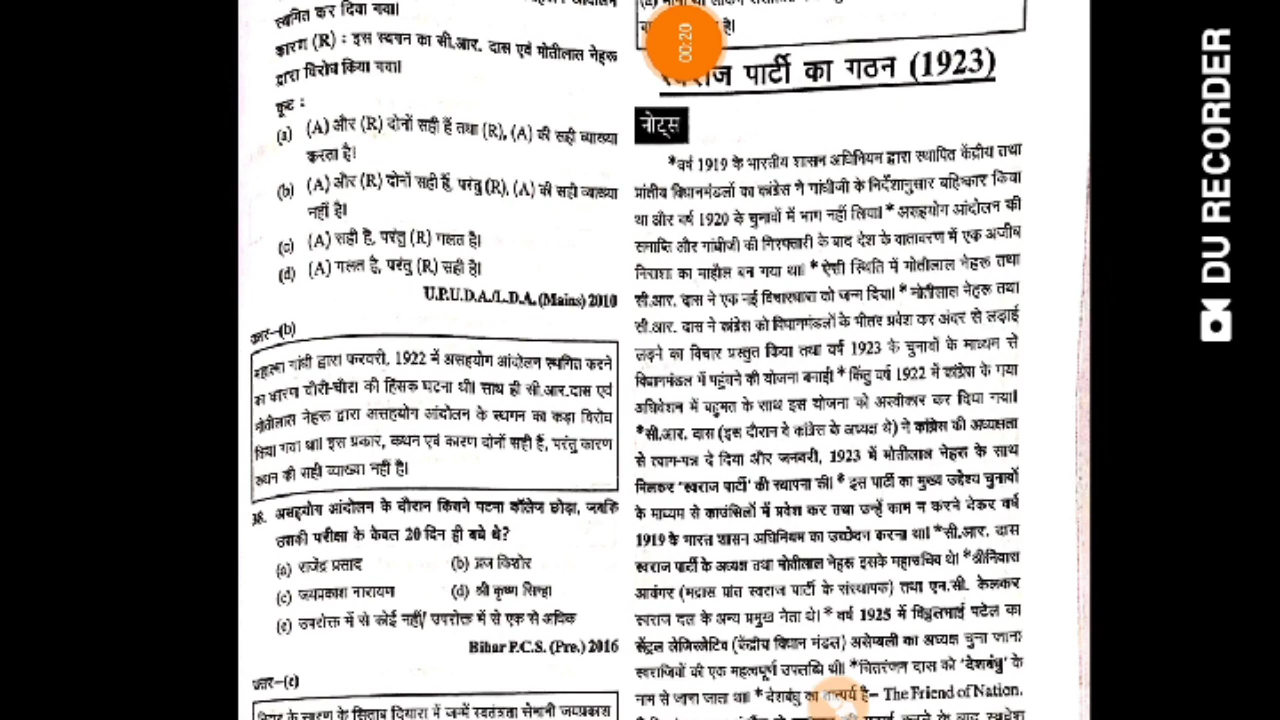 स्थगित कर दिया गया।
कारण (R) : इस स्थगन का सी.आर. दास एवं मोतीलाल नेहरू
द्वारा विरोध किया गया।
कूट :
(a) (A) और (R) दोनों सही हैं तथा (R), (A) की सही व्याख्या
करता है।
(b) (A) और (R) दोनों सही हैं, परंतु (R), (A) की सही व्याख्या
नहीं है।
(c) (A) सही है, परंतु (R) गलत है।
(d) (A) गलत है, परंतु (R) सही है।
U.P.U.D.A./L.D.A. (Mains) 2010
उत्तर–(b)
महात्मा गांधी द्वारा फरवरी, 1922 में असहयोग आंदोलन स्थगित करने
का कारण चौरी-चौरा की हिंसक घटना थी। साथ ही सी.आर.दास एवं
मोतीलाल नेहरू द्वारा असहयोग आंदोलन के स्थगन का कड़ा विरोध
किया गया था। इस प्रकार, कथन एवं कारण दोनों सही हैं, परंतु कारण
कथन की सही व्याख्या नहीं है।
38. असहयोग आंदोलन के दौरान किसने पटना कॉलेज छोड़ा, जबकि
उसकी परीक्षा के केवल 20 दिन ही बचे थे?
(a) राजेंद्र प्रसाद (b) ब्रज किशोर
(c) जयप्रकाश नारायण (d) श्री कृष्ण सिन्हा
(e) उपरोक्त में से कोई नहीं/ उपरोक्त में से एक से अधिक
Bihar P.C.S. (Pre.) 2016
उत्तर–(c)
बिहार के सारण के सिताब दियारा में जन्में स्वतंत्रता सेनानी जयप्रकाश
है।
00:20
स्वराज पार्टी का गठन (1923)
नोट्स
*वर्ष 1919 के भारतीय शासन अधिनियम द्वारा स्थापित केंद्रीय तथा
प्रांतीय विधानमंडलों का कांग्रेस ने गांधीजी के निर्देशानुसार बहिष्कार किया
था और वर्ष 1920 के चुनावों में भाग नहीं लिया। * असहयोग आंदोलन की
समाप्ति और गांधीजी की गिरफ्तारी के बाद देश के वातावरण में एक अजीब
निराशा का माहौल बन गया था। * ऐसी स्थिति में मोतीलाल नेहरू तथा
सी.आर. दास ने एक नई विचारधारा को जन्म दिया। * मोतीलाल नेहरू तथा
सी.आर. दास ने कांग्रेस को विधानमंडलों के भीतर प्रवेश कर अंदर से लड़ाई
लड़ने का विचार प्रस्तुत किया तथा वर्ष 1923 के चुनावों के माध्यम से
विधानमंडल में पहुंचने की योजना बनाई। * किंतु वर्ष 1922 में कांग्रेस के गया
अधिवेशन में बहुमत के साथ इस योजना को अस्वीकार कर दिया गया।
*सी.आर. दास (इस दौरान ये कांग्रेस के अध्यक्ष थे) ने कांग्रेस की अध्यक्षता
से त्याग-पत्र दे दिया और जनवरी, 1923 में मोतीलाल नेहरू के साथ
मिलकर 'स्वराज पार्टी' की स्थापना की। * इस पार्टी का मुख्य उद्देश्य चुनावों
के माध्यम से काउंसिलों में प्रवेश कर तथा उन्हें काम न करने देकर वर्ष
1919 के भारत शासन अधिनियम का उच्छेदन करना था। *सी.आर. दास
स्वराज पार्टी के अध्यक्ष तथा मोतीलाल नेहरू इसके महासचिव थे। *श्रीनिवास
आयंगर (मद्रास प्रांत स्वराज पार्टी के संस्थापक) तथा एन.सी. केलकर
स्वराज दल के अन्य प्रमुख नेता थे। * वर्ष 1925 में विट्ठलभाई पटेल का
सेंट्रल लेजिस्लेटिव (केंद्रीय विधान मंडल) असेम्बली का अध्यक्ष चुना जाना
स्वराजियों की एक महत्वपूर्ण उपलब्धि थी। *चितरंजन दास को 'देशबंधु' के
नाम से जाना जाता था। * देशबंधु का तात्पर्य है– The Friend of Nation.
DU RECORDER